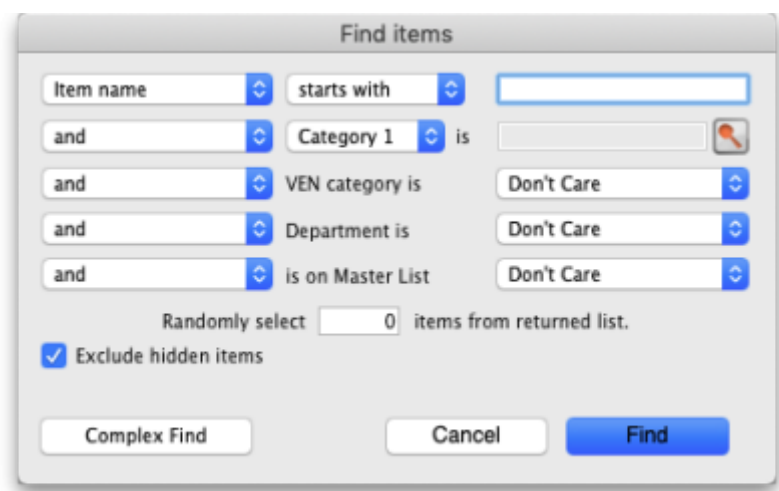 Find items
Item name starts with
and Category 1 is
and VEN category is Don't Care
and Department is Don't Care
and is on Master List Don't Care
Randomly select 0 items from returned list.
Exclude hidden items
Complex Find Cancel Find